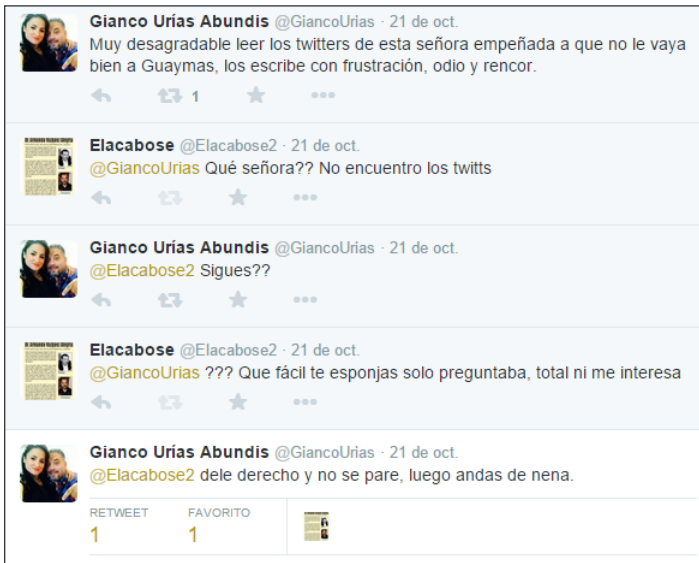 Gianco Urías Abundis @GiancoUrias · 21 de oct.
Muy desagradable leer los twitters de esta señora empeñada a que no le vaya
bien a Guaymas, los escribe con frustración, odio y rencor.
1
Elacabose @Elacabose2 · 21 de oct.
@GiancoUrias Qué señora?? No encuentro los twitts
Gianco Urías Abundis @GiancoUrias · 21 de oct.
@Elacabose2 Sigues??
Elacabose @Elacabose2 · 21 de oct.
@GiancoUrias ??? Que fácil te esponjas solo preguntaba, total ni me interesa
Gianco Urías Abundis @GiancoUrias · 21 de oct.
@Elacabose2 dele derecho y no se pare, luego andas de nena.
RETWEET FAVORITO
1 1